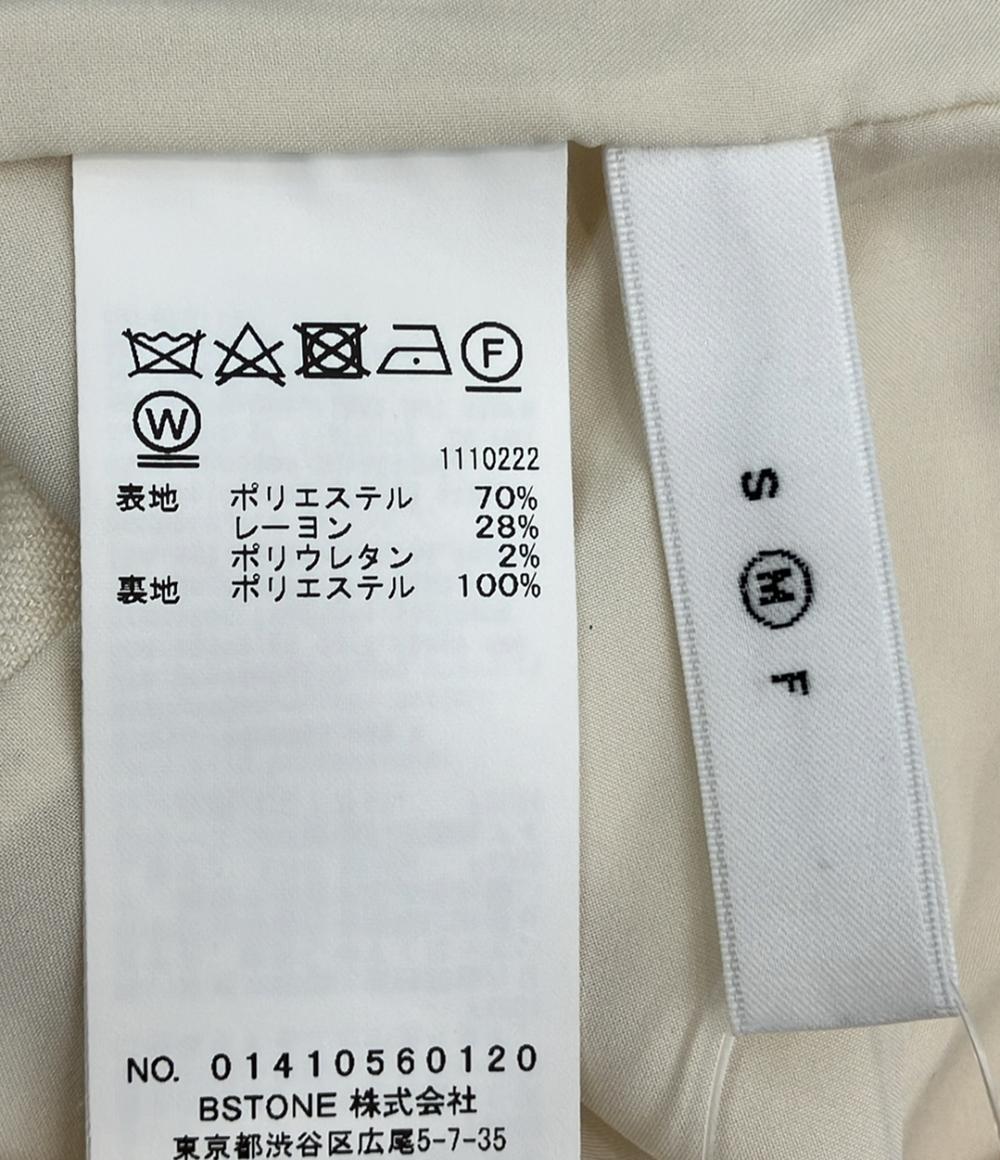 F
W
1110222
表地 ポリエステル 70%
レーヨン 28%
ポリウレタン 2%
裏地 ポリエステル 100%
NO. 01410560120
BSTONE 株式会社
東京都渋谷区広尾5-7-35
S
M
F